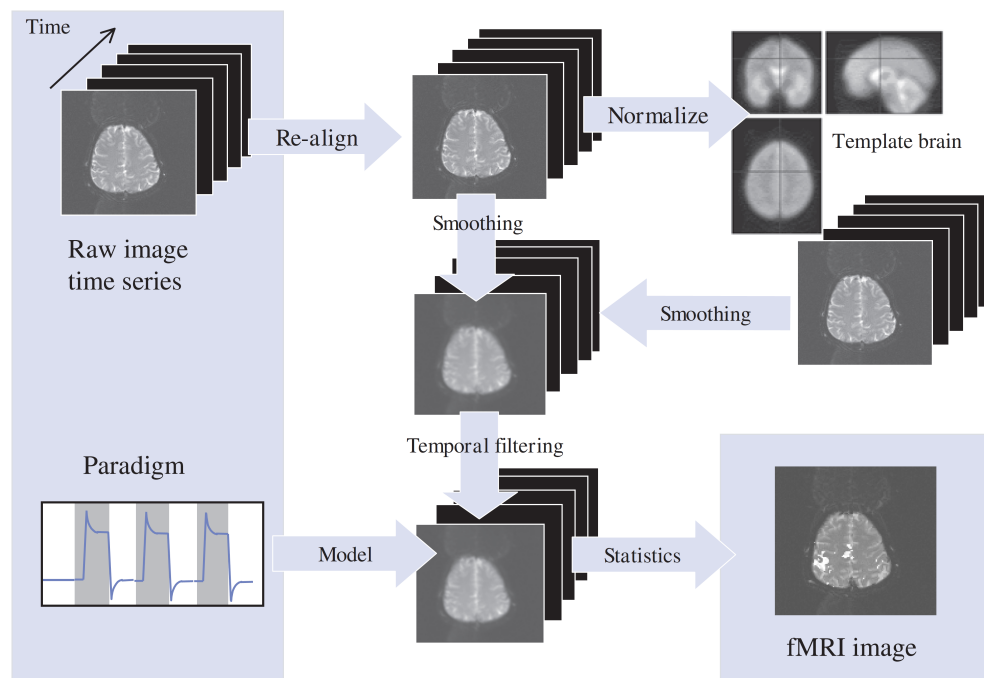 Time
Re-align
Normalize
Template brain
Raw image
time series
Smoothing
Smoothing
Temporal filtering
Paradigm
Model
Statistics
fMRI image